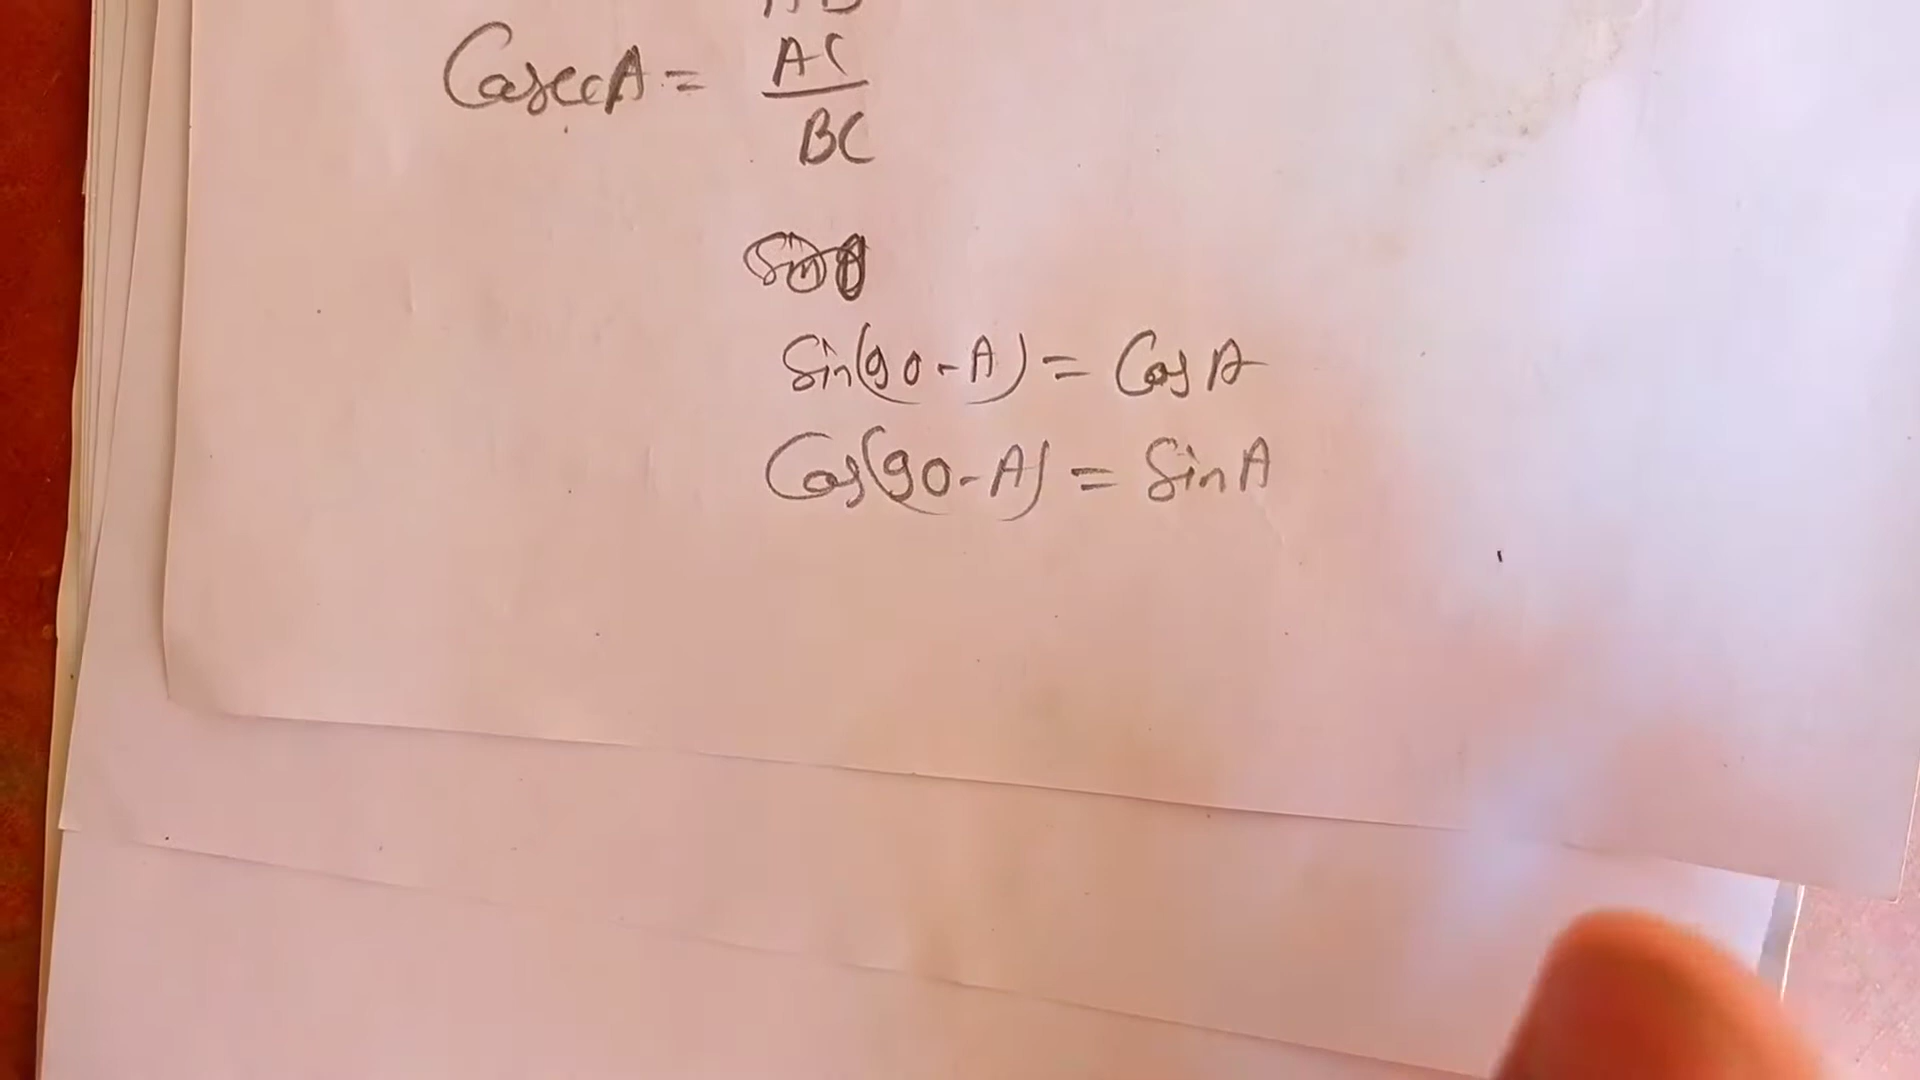 CosecA = AC
BC
Sin(90-A) = Cos A
Cos(90-A) = Sin A